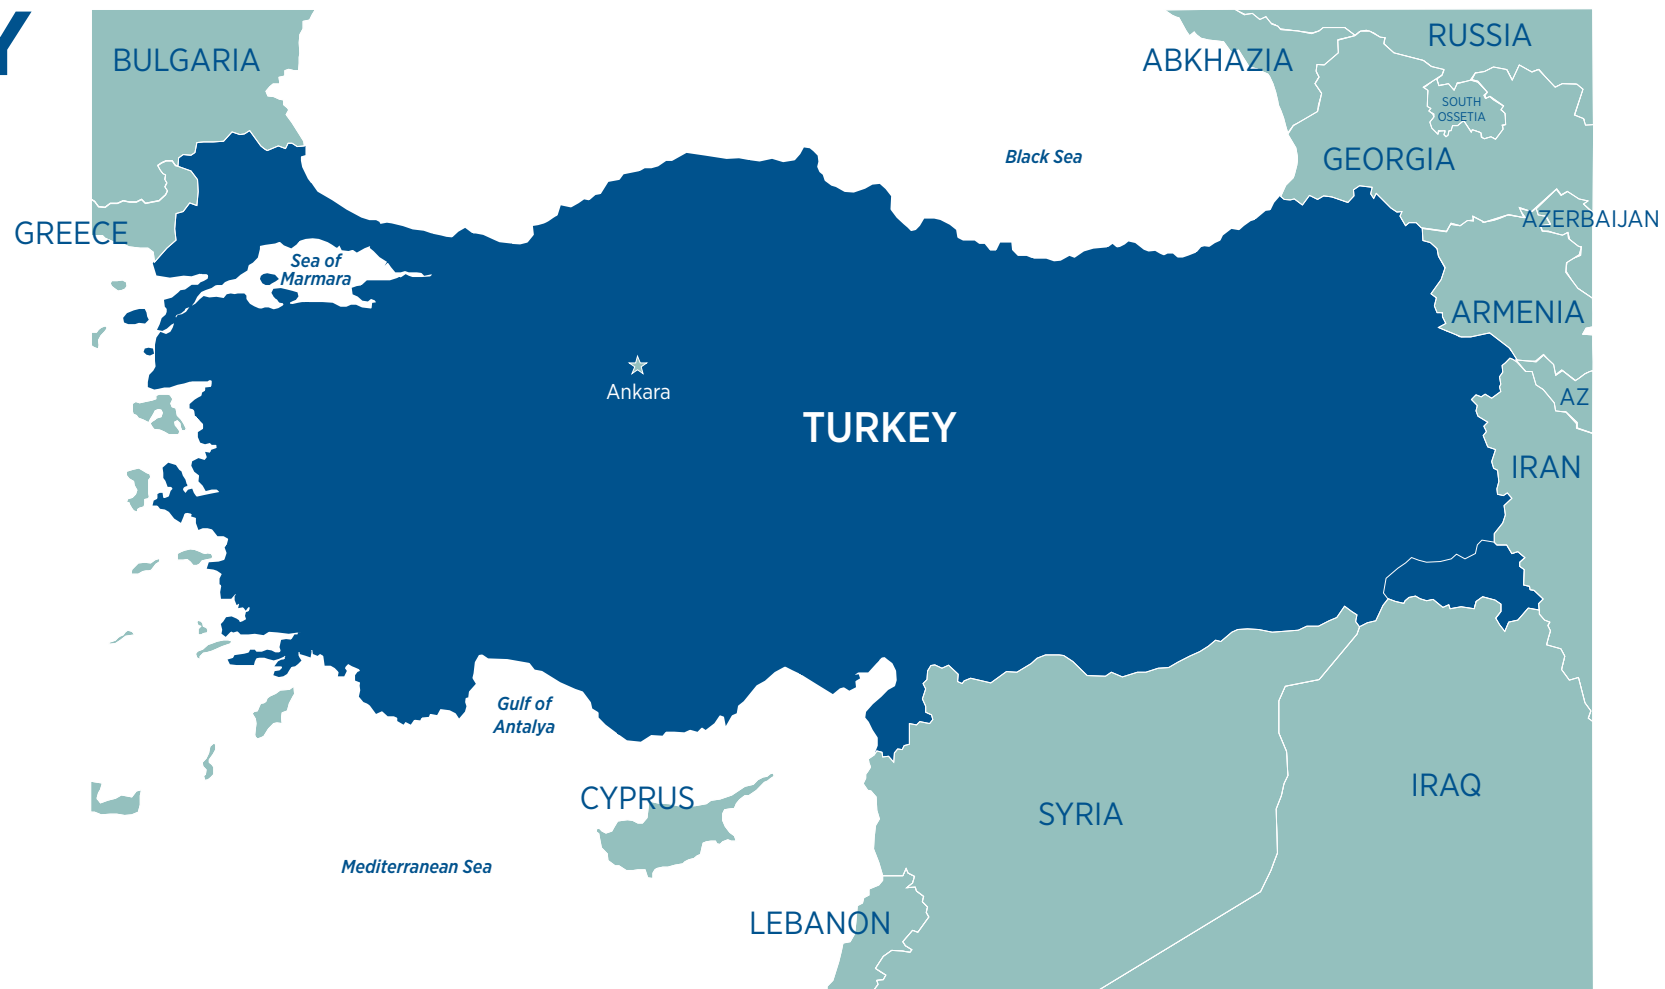 Y
BULGARIA
RUSSIA
ABKHAZIA
SOUTH
OSSETIA
Black Sea
GEORGIA
GREECE
AZERBAIJAN
Sea of
Marmara
ARMENIA
Ankara
AZ
TURKEY
IRAN
Gulf of
Antalya
CYPRUS
IRAQ
SYRIA
Mediterranean Sea
LEBANON